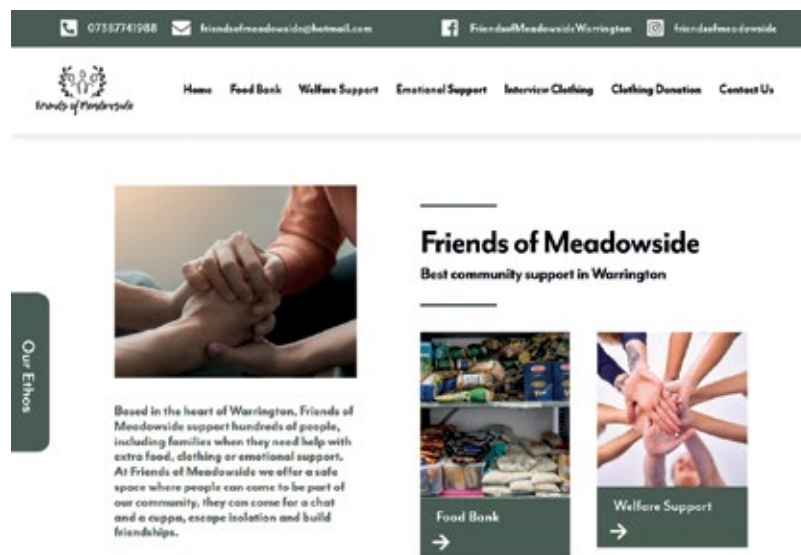 07387741988 friendsofmeadowside@hotmail.com FriendsofMeadowsideWarrington friendsofmeadowside
Friends of Meadowside
Home Food Bank Welfare Support Emotional Support Interview Clothing Clothing Donation Contact Us
Friends of Meadowside
Best community support in Warrington
Our Ethos
Based in the heart of Warrington, Friends of
Meadowside support hundreds of people,
including families when they need help with
extra food, clothing or emotional support.
At Friends of Meadowside we offer a safe
space where people can come to be part of
our community, they can come for a chat
and a cuppa, escape isolation and build
friendships.
Food Bank
Welfare Support